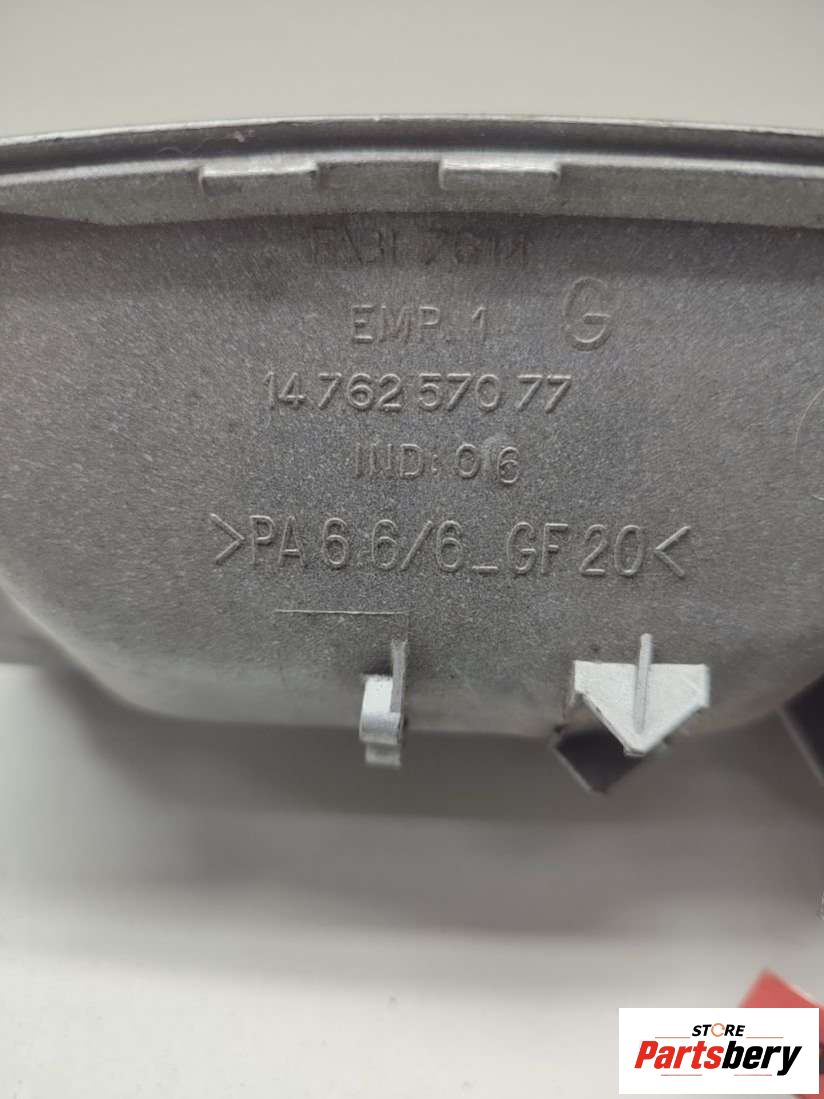 EMP. 1 G
14 762 570 77
IND: 06
>PA 6.6/6_GF 20<
STORE
Partsbery